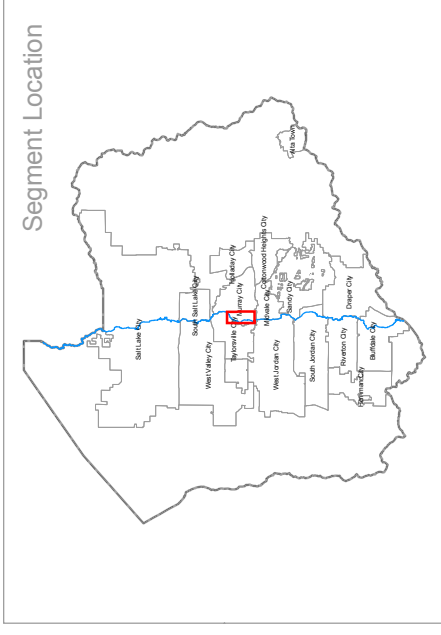 Segment Location
Salt Lake City
South Salt Lake City
West Valley City
Holladay City
Taylorsville City
Murray City
Cottonwood Heights City
Alta Town
Midvale City
West Jordan City
Sandy City
South Jordan City
Draper City
Riverton City
Bluffdale City
Herriman City